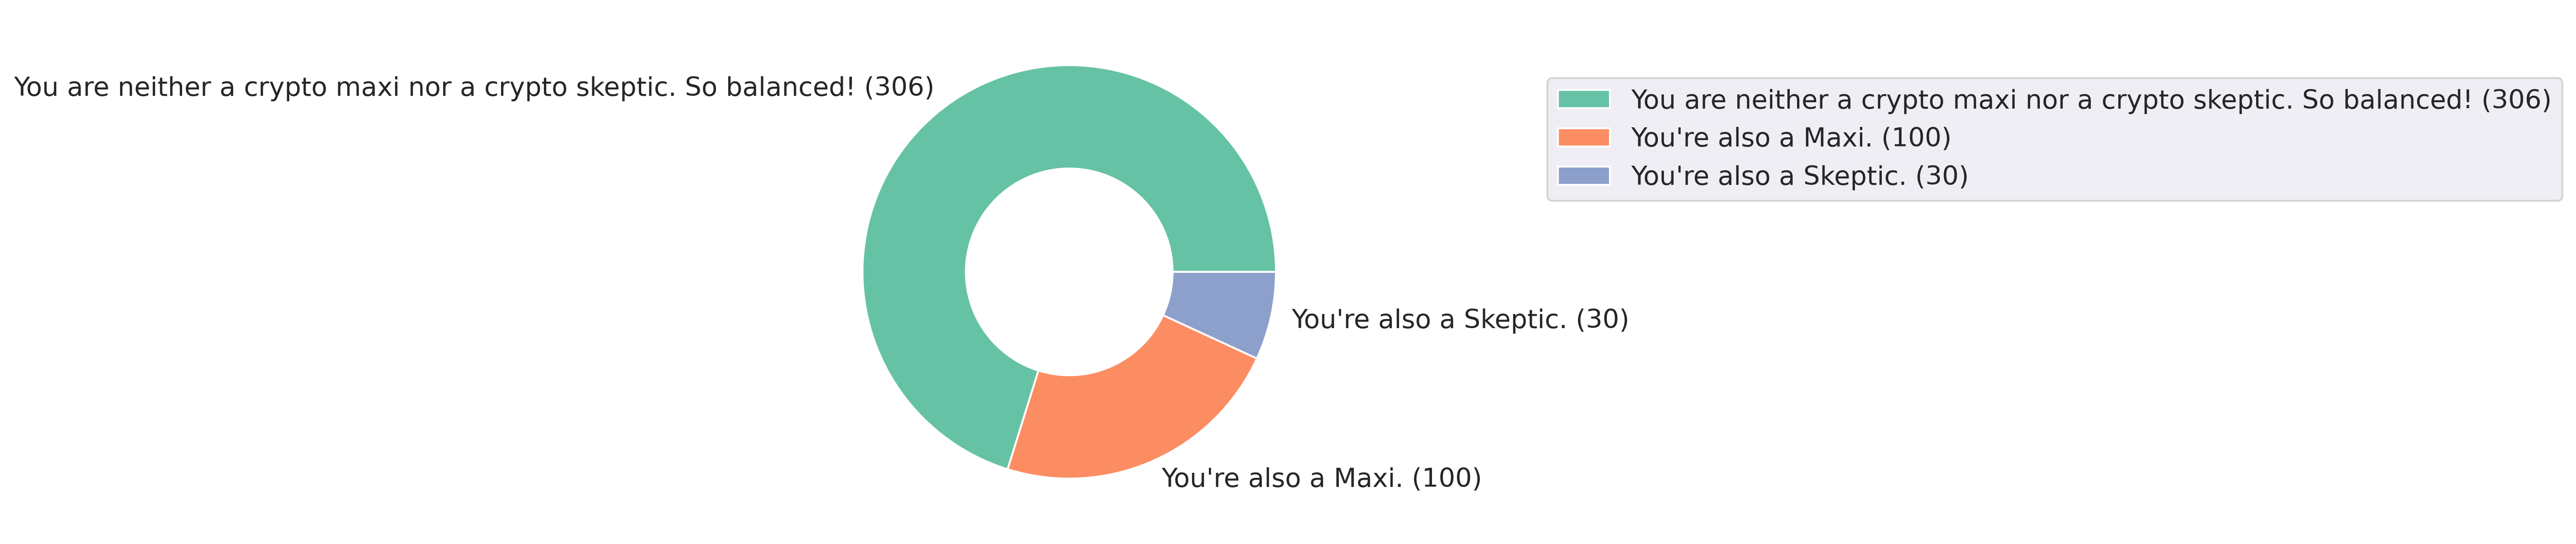 You are neither a crypto maxi nor a crypto skeptic. So balanced! (306)
You are neither a crypto maxi nor a crypto skeptic. So balanced! (306)
You're also a Maxi. (100)
You're also a Skeptic. (30)
You're also a Skeptic. (30)
You're also a Maxi. (100)